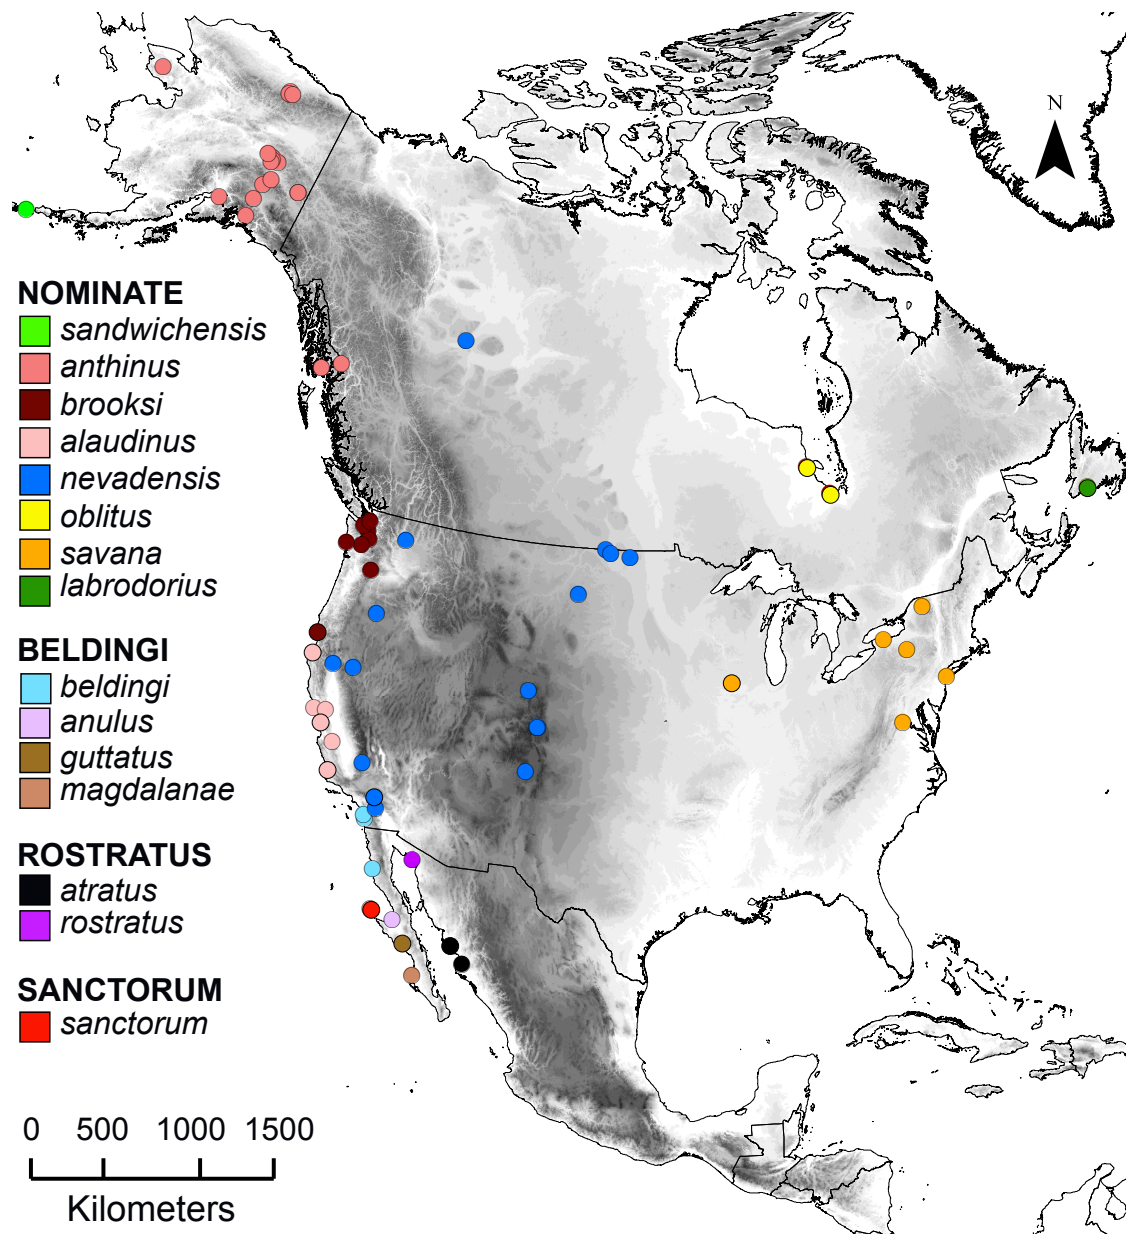 N
NOMINATE
sandwichensis
anthinus
brooksi
alaudinus
nevadensis
oblitus
savana
labrodorius
BELDINGI
beldingi
anulus
guttatus
magdalanae
ROSTRATUS
atratus
rostratus
SANCTORUM
sanctorum
0 500 1000 1500
Kilometers